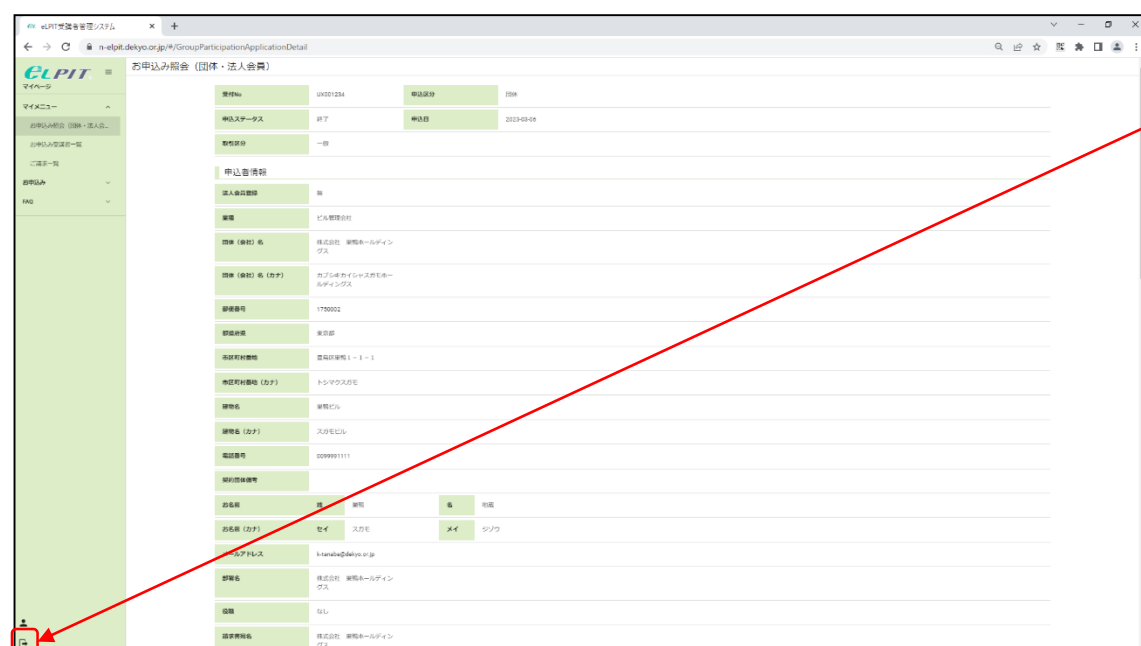 eLPIT受講者管理システム
n-elpit.dekyo.or.jp/#/GroupParticipationApplicationDetail
eLPIT
お申込み照会（団体・法人会員）
マイページ
マイメニュー
お申込み照会（団体・法人会...
お申込み受講者一覧
ご請求一覧
お申込み
FAQ
受付No UX001234 申込区分 団体
申込ステータス 終了 申込日 2023-03-08
取引区分 一般
申込者情報
法人会員登録 無
業種 ビル管理会社
団体（会社）名 株式会社 巣鴨ホールディン
グス
団体（会社）名（カナ） カブシキカイシャスガモホー
ルディングス
郵便番号 1750002
都道府県 東京都
市区町村番地 豊島区巣鴨１－１－１
市区町村番地（カナ） トシマクスガモ
建物名 巣鴨ビル
建物名（カナ） スガモビル
電話番号 0099991111
契約団体備考
お名前 姓 巣鴨 名 地蔵
お名前（カナ） セイ スガモ メイ ジゾウ
メールアドレス k-tanabe@dekyo.or.jp
部署名 株式会社 巣鴨ホールディン
グス
役職 なし
請求書宛名 株式会社 巣鴨ホールディン
グス